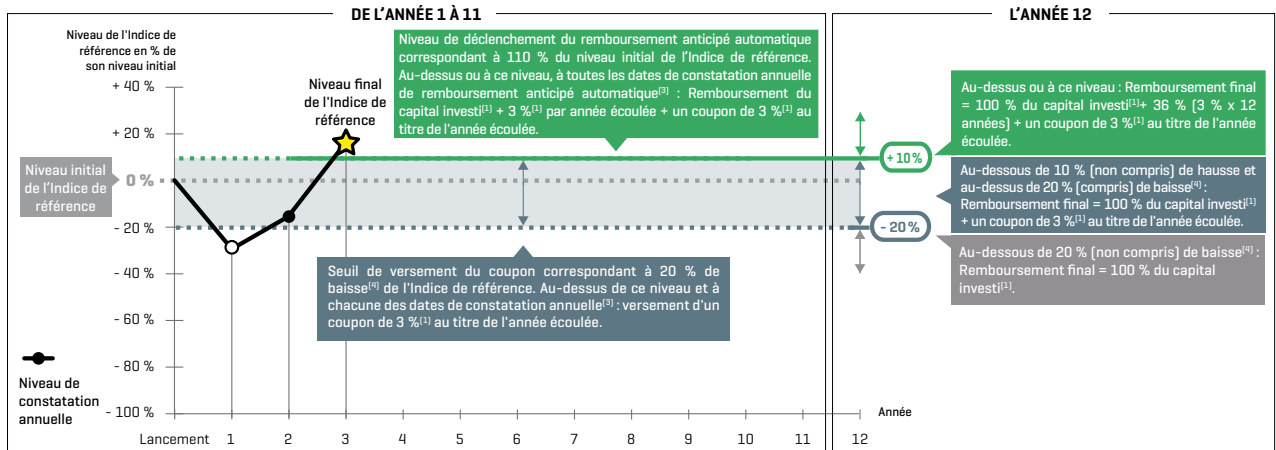 DE L'ANNÉE 1 À 11
L'ANNÉE 12
Niveau de l'Indice de
référence en % de
son niveau initial
+ 40 %
+ 20 %
0 %
- 20 %
- 40 %
- 60 %
- 80 %
- 100 %
Niveau initial
de l'Indice de
référence
Niveau final
de l'Indice de
référence
Niveau de déclenchement du remboursement anticipé automatique
correspondant à 110 % du niveau initial de l'Indice de référence.
Au-dessus ou à ce niveau, à toutes les dates de constatation annuelle
de remboursement anticipé automatique(3) : Remboursement du
capital investi(1) + 3 %(1) par année écoulée + un coupon de 3 %(1) au
titre de l'année écoulée.
Seuil de versement du coupon correspondant à 20 % de
baisse(4) de l'Indice de référence. Au-dessus de ce niveau et à
chacune des dates de constatation annuelle(3) : versement d'un
coupon de 3 %(1) au titre de l'année écoulée.
+ 10 %
- 20 %
Au-dessus ou à ce niveau : Remboursement final
= 100 % du capital investi(1)+ 36 % (3 % x 12
années) + un coupon de 3 %(1) au titre de l'année
écoulée.
Au-dessous de 10 % (non compris) de hausse et
au-dessus de 20 % (compris) de baisse(4) :
Remboursement final = 100 % du capital investi(1)
+ un coupon de 3 %(1) au titre de l'année écoulée.
Au-dessous de 20 % (non compris) de baisse(4) :
Remboursement final = 100 % du capital
investi(1).
Niveau de
constatation
annuelle
Année
Lancement 1 2 3 4 5 6 7 8 9 10 11 12